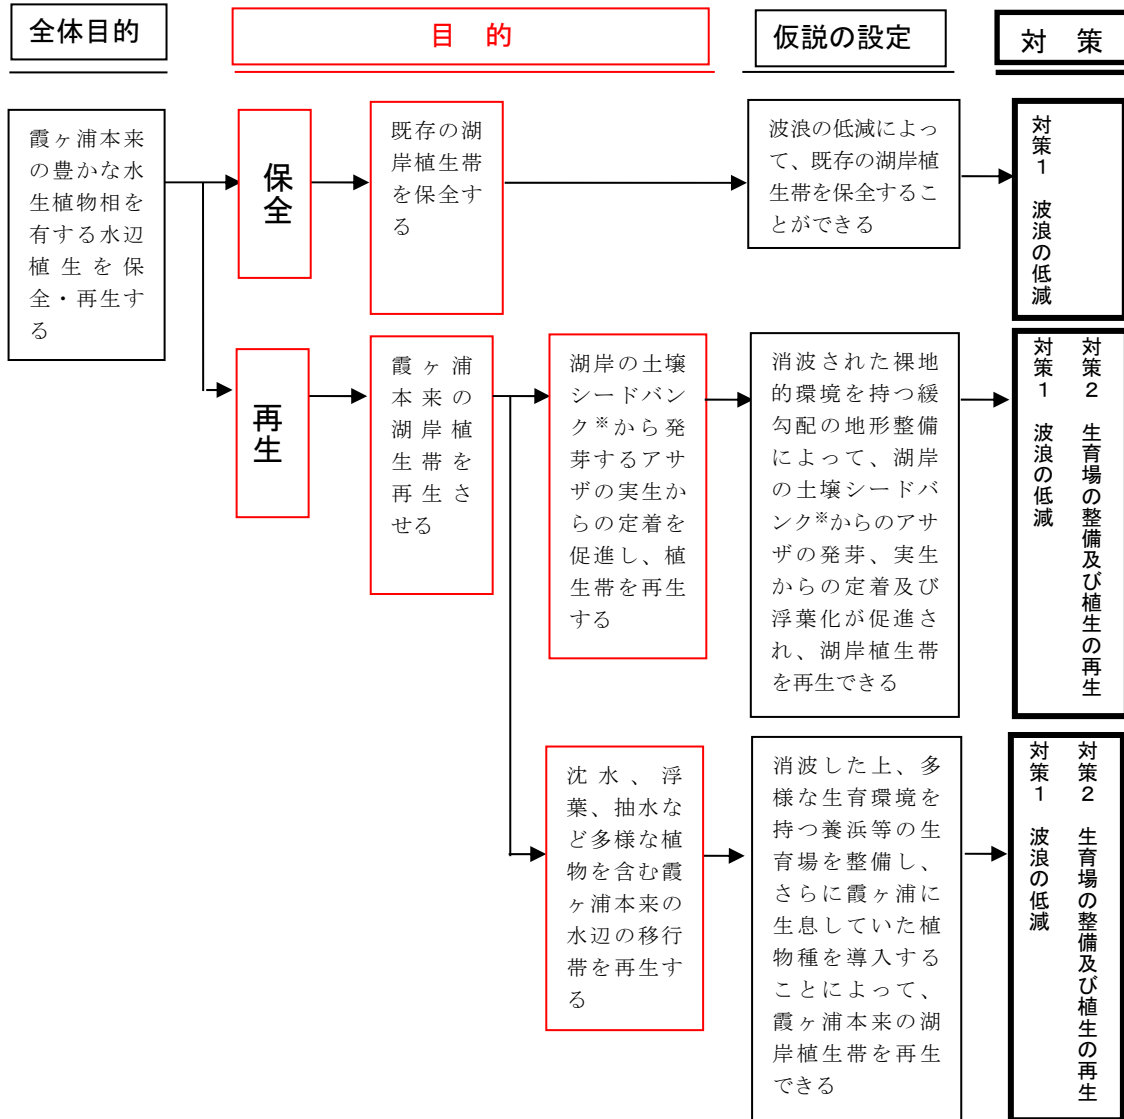 全体目的
目　的
仮説の設定
対　策
霞ヶ浦本来
の豊かな水
生植物相を
有する水辺
植生を保
全・再生す
る
保全
既存の湖
岸植生帯
を保全す
る
波浪の低減によっ
て、既存の湖岸植
生帯を保全するこ
とができる
対策１　波浪の低減
再生
霞ヶ浦
本来の
湖岸植
生帯を
再生さ
せる
湖岸の土壌
シードバン
ク※から発
芽するアサ
ザの実生か
らの定着を
促進し、植
生帯を再生
する
消波された裸地
的環境を持つ緩
勾配の地形整備
によって、湖岸
の土壌シードバ
ンク※からのアサ
ザの発芽、実生
からの定着及び
浮葉化が促進さ
れ、湖岸植生帯
を再生できる
対策２　生育場の整備及び植生の再生
対策１　波浪の低減
沈水、浮
葉、抽水な
ど多様な植
物を含む霞
ヶ浦本来の
水辺の移行
帯を再生す
る
消波した上、多
様な生育環境を
持つ養浜等の生
育場を整備し、
さらに霞ヶ浦に
生息していた植
物種を導入する
ことによって、
霞ヶ浦本来の湖
岸植生帯を再生
できる
対策２　生育場の整備及び植生の再生
対策１　波浪の低減